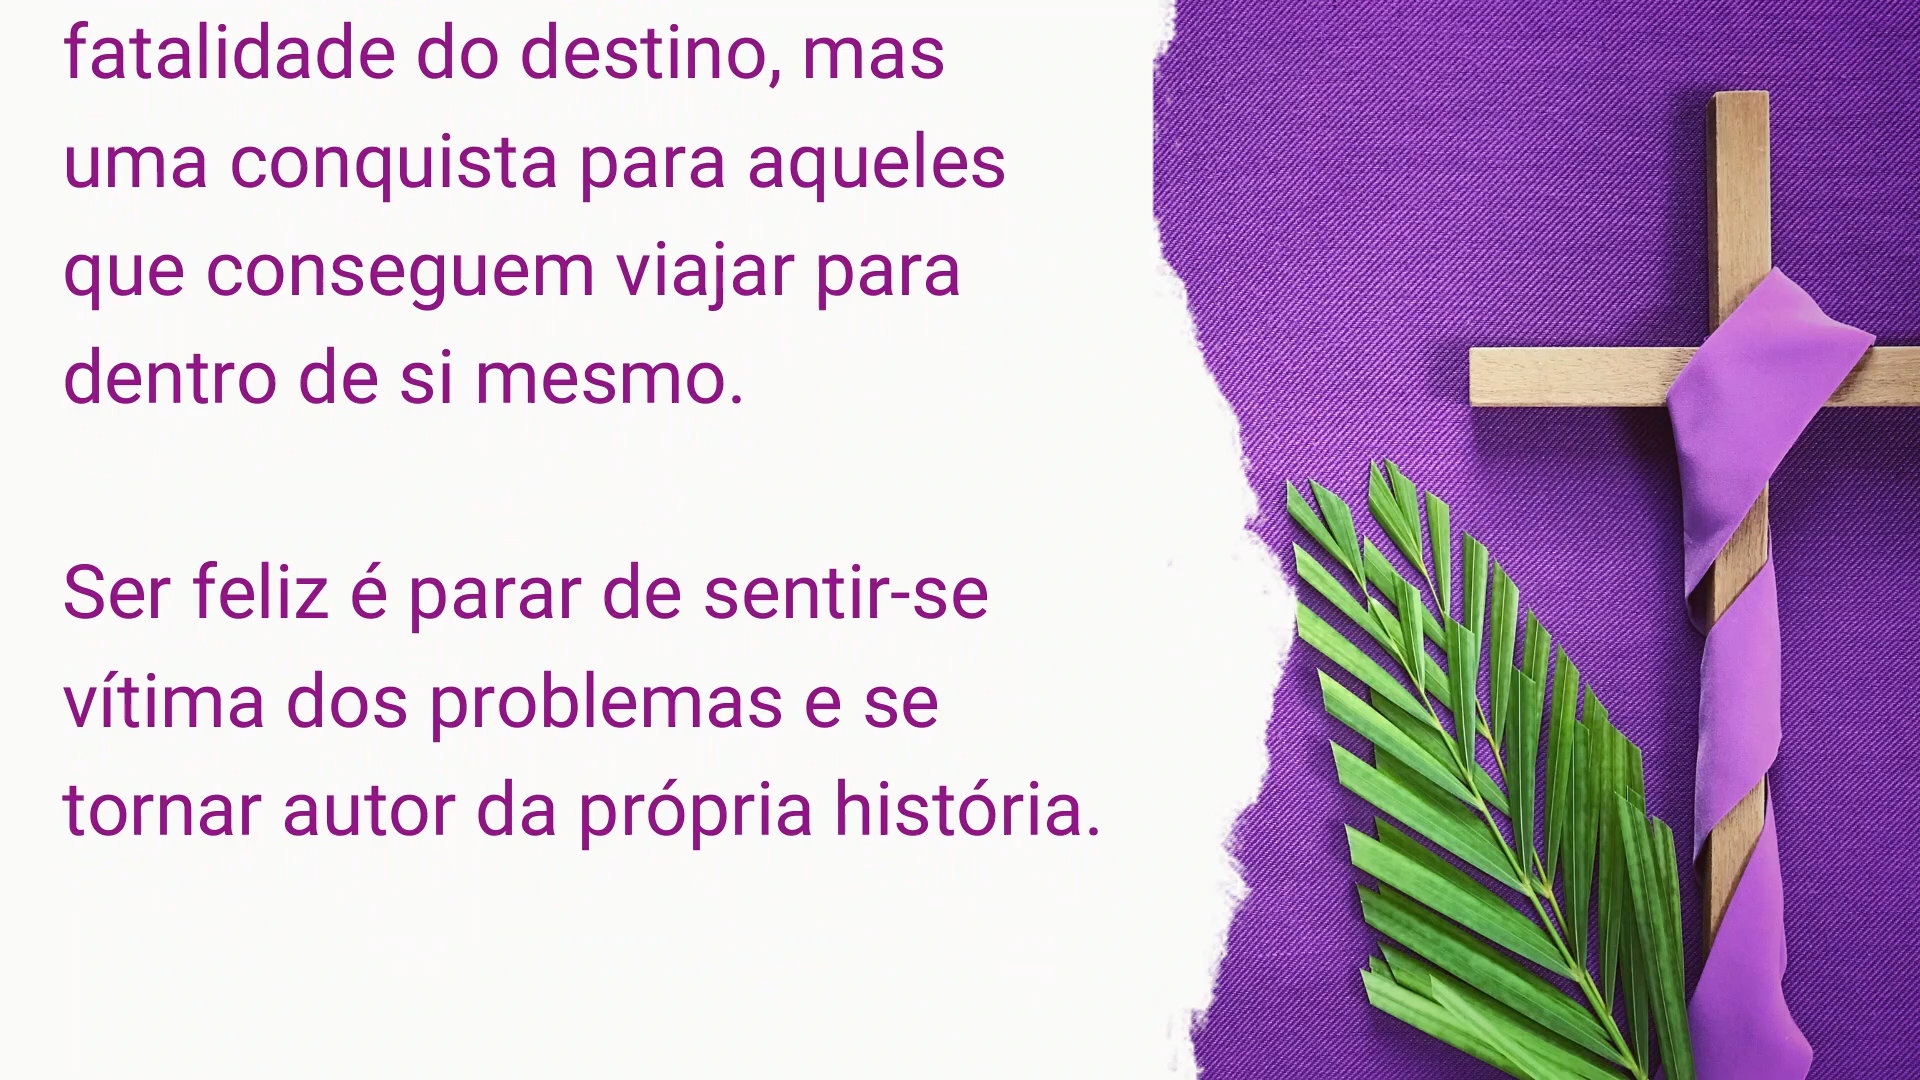 fatalidade do destino, mas
uma conquista para aqueles
que conseguem viajar para
dentro de si mesmo.
Ser feliz é parar de sentir-se
vítima dos problemas e se
tornar autor da própria história.